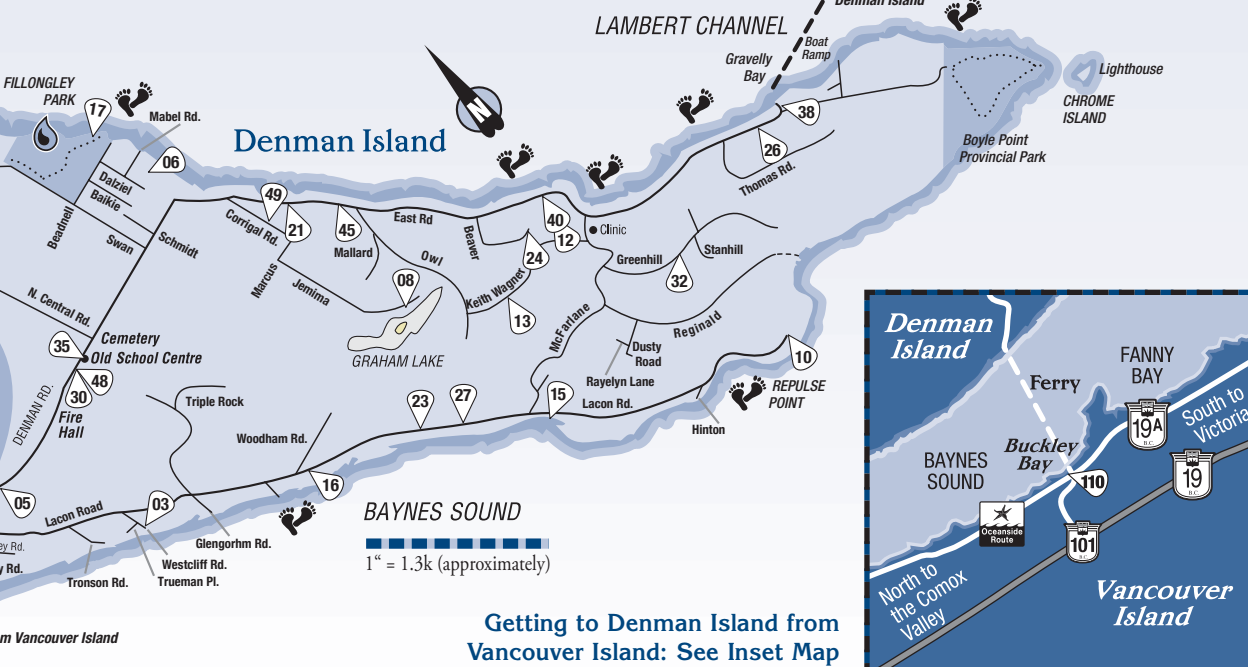 Denman Island
LAMBERT CHANNEL
Boat
Ramp
Gravelly
Bay
Lighthouse
CHROME
ISLAND
Boyle Point
Provincial Park
FILLONGLEY
PARK
17
Mabel Rd.
06
Denman Island
N
38
26
Thomas Rd.
Dalziel
Baikie
Beadnell
Swan
Schmidt
49
Corrigal Rd.
21
45
Mallard
East Rd
Owl
Beaver
40
12
24
Clinic
Greenhill
Stanhill
32
Marcus
Jemima
08
Keith Wagner
13
GRAHAM LAKE
McFarlane
Reginald
Dusty
Road
Rayelyn Lane
10
REPULSE
POINT
N. Central Rd.
35
Cemetery
Old School Centre
48
30
Fire
Hall
DENMAN RD.
Triple Rock
23
27
15
Lacon Rd.
Hinton
Woodham Rd.
16
05
Lacon Road
03
Glengorhm Rd.
Westcliff Rd.
Trueman Pl.
Tronson Rd.
ey Rd.
y Rd.
m Vancouver Island
BAYNES SOUND
1“ = 1.3k (approximately)
Getting to Denman Island from
Vancouver Island: See Inset Map
Denman
Island
Ferry
FANNY
BAY
19A
B.C.
South to
Victoria
Buckley
Bay
BAYNES
SOUND
110
19
B.C.
Oceanside
Route
101
B.C.
North to
the Comox
Valley
Vancouver
Island